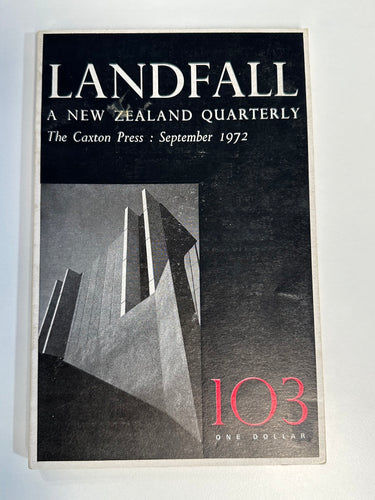 LANDFALL
A NEW ZEALAND QUARTERLY
The Caxton Press : September 1972
103
ONE DOLLAR